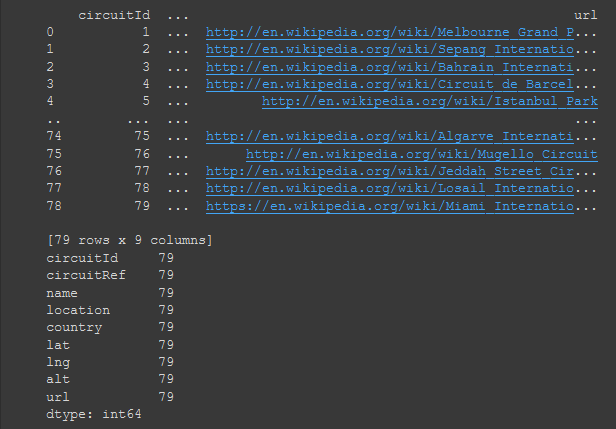 circuitId ... url
0 1 ... http://en.wikipedia.org/wiki/Melbourne_Grand_P...
1 2 ... http://en.wikipedia.org/wiki/Sepang_Internatio...
2 3 ... http://en.wikipedia.org/wiki/Bahrain_Internati...
3 4 ... http://en.wikipedia.org/wiki/Circuit_de_Barcel...
4 5 ... http://en.wikipedia.org/wiki/Istanbul_Park
.. ... ... ...
74 75 ... http://en.wikipedia.org/wiki/Algarve_Internati...
75 76 ... http://en.wikipedia.org/wiki/Mugello_Circuit
76 77 ... http://en.wikipedia.org/wiki/Jeddah_Street_Cir...
77 78 ... http://en.wikipedia.org/wiki/Losail_Internatio...
78 79 ... https://en.wikipedia.org/wiki/Miami_Internatio...
[79 rows x 9 columns]
circuitId 79
circuitRef 79
name 79
location 79
country 79
lat 79
lng 79
alt 79
url 79
dtype: int64